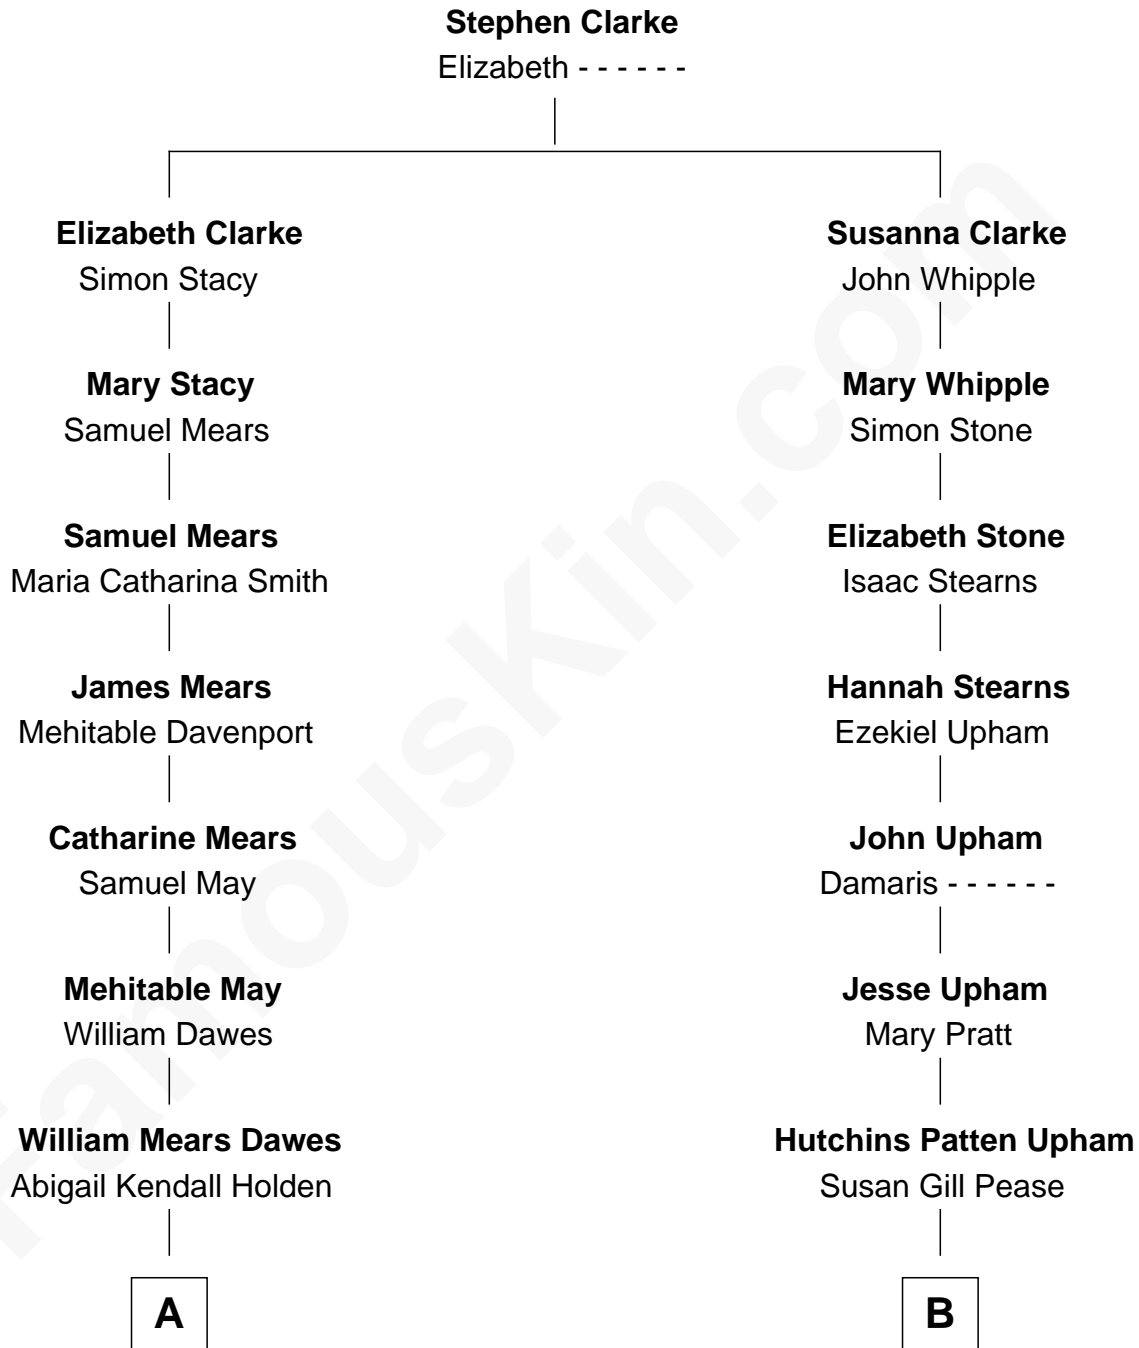 Stephen Clarke
Elizabeth - - - - - -
Elizabeth Clarke
Simon Stacy
Susanna Clarke
John Whipple
Mary Stacy
Samuel Mears
Mary Whipple
Simon Stone
Samuel Mears
Maria Catharina Smith
Elizabeth Stone
Isaac Stearns
James Mears
Mehitable Davenport
Hannah Stearns
Ezekiel Upham
Catharine Mears
Samuel May
John Upham
Damaris - - - - - -
Mehitable May
William Dawes
Jesse Upham
Mary Pratt
William Mears Dawes
Abigail Kendall Holden
Hutchins Patten Upham
Susan Gill Pease
A
B
FamousKin.com